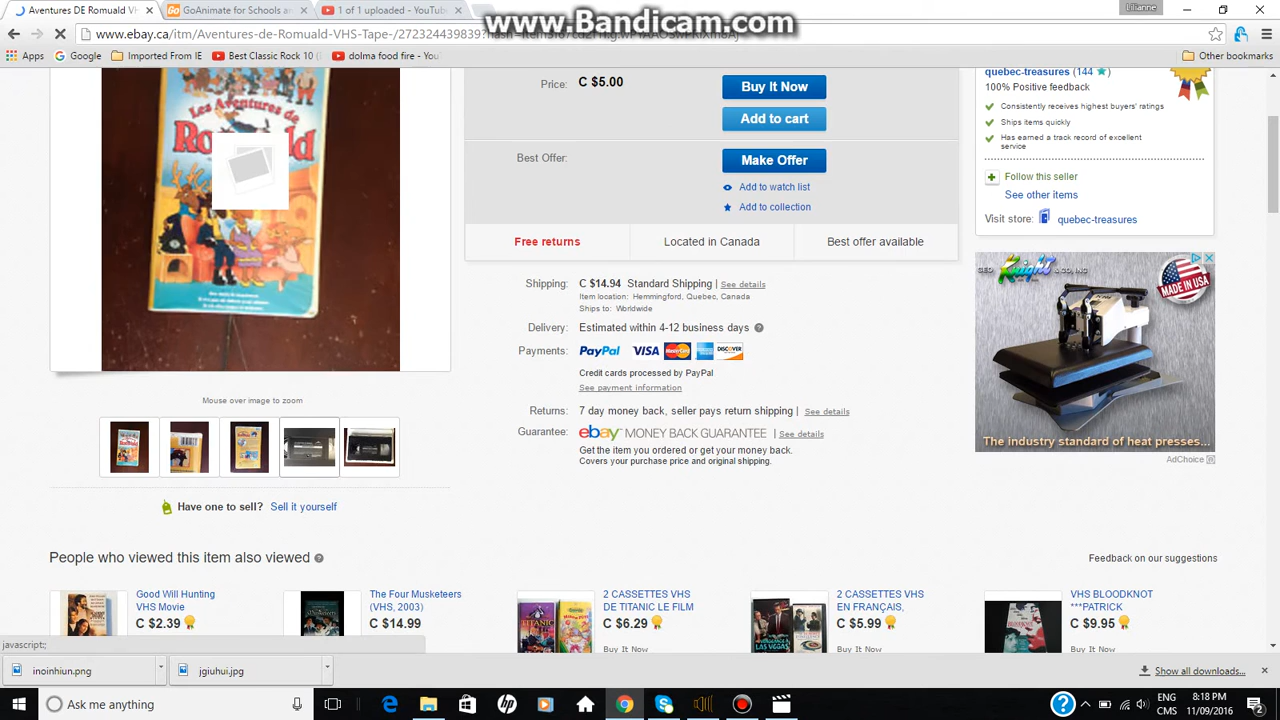 www.Bandicam.com
Aventures DE Romuald V
GoAnimate for Schools an
1 of 1 uploaded - YouTube
Lilianne
www.ebay.ca/itm/Aventures-de-Romuald-VHS-Tape-/272324439839?hash=
Apps
Google
Imported From IE
Best Classic Rock 10
dolma food fire - You
Other bookmarks
Les Aventures de
Price:
C $5.00
Buy It Now
Add to cart
Best Offer:
Make Offer
Add to watch list
Add to collection
Free returns
Located in Canada
Best offer available
Shipping:
C $14.94 Standard Shipping | See details
Item location: Hemmingford, Quebec, Canada
Ships to: Worldwide
Delivery:
Estimated within 4-12 business days
Payments:
PayPal VISA MasterCard DISCOVER
Credit cards processed by PayPal
See payment information
Returns:
7 day money back, seller pays return shipping | See details
Guarantee:
ebay MONEY BACK GUARANTEE | See details
Get the item you ordered or get your money back.
Covers your purchase price and original shipping.
quebec-treasures (144 )
100% Positive feedback
Consistently receives highest buyers' ratings
Ships items quickly
Has earned a track record of excellent
service
Follow this seller
See other items
Visit store:
quebec-treasures
GEO Knight & CO, INC
MADE IN USA
The industry standard of heat presses...
AdChoice
Mouse over image to zoom
Have one to sell? Sell it yourself
People who viewed this item also viewed
Feedback on our suggestions
Good Will Hunting
VHS Movie
C $2.39
The Four Musketeers
(VHS, 2003)
C $14.99
2 CASSETTES VHS
DE TITANIC LE FILM
C $6.29
Buy It Now
2 CASSETTES VHS
EN FRANÇAIS,
C $5.99
Buy It Now
VHS BLOODKNOT
***PATRICK
C $9.95
Buy It Now
javascript:;
inoinhiun.png
jgiuhui.jpg
Show all downloads...
Ask me anything
ENG
CMS
8:18 PM
11/09/2016